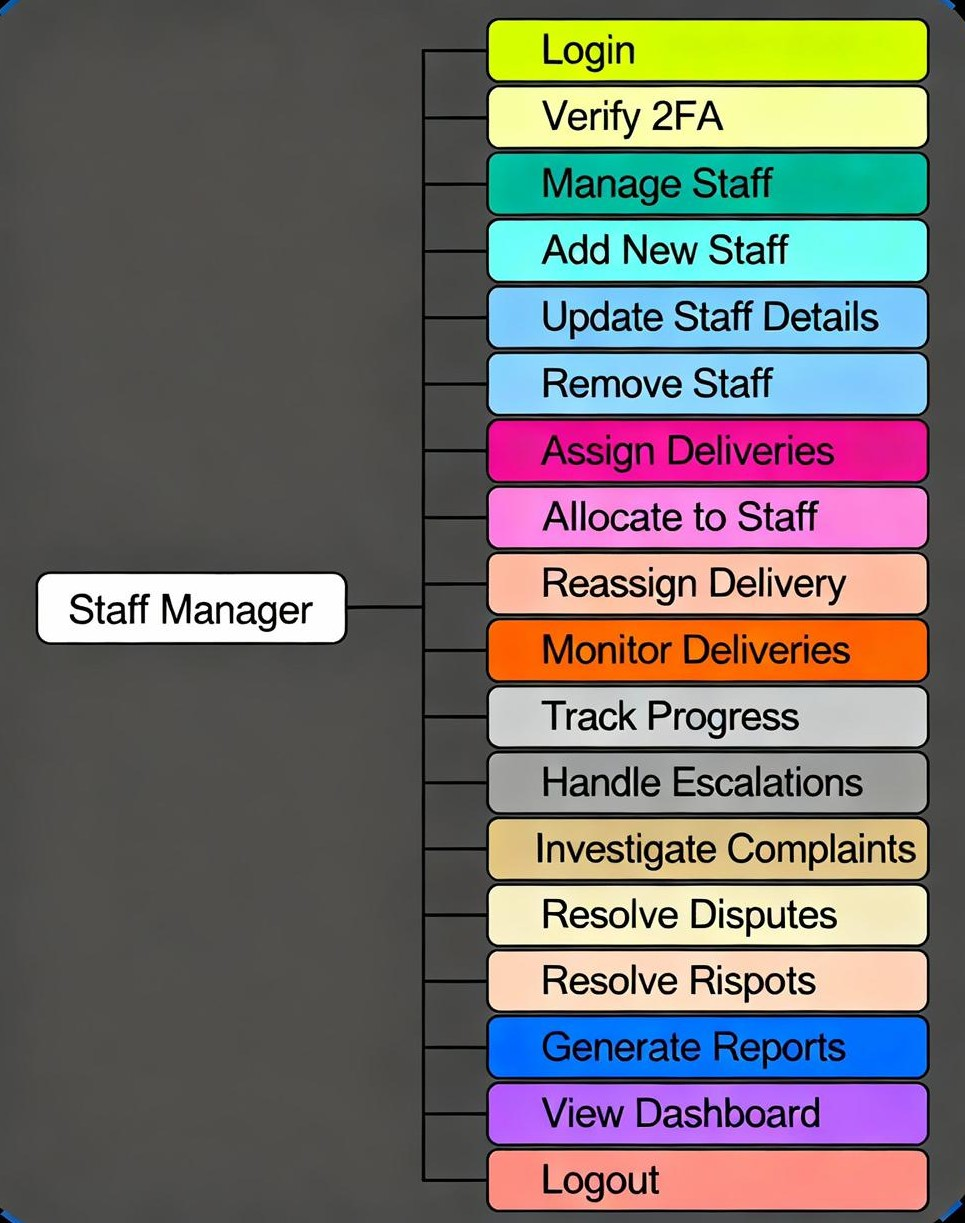 Login
Verify 2FA
Manage Staff
Add New Staff
Update Staff Details
Remove Staff
Assign Deliveries
Allocate to Staff
Reassign Delivery
Staff Manager
Monitor Deliveries
Track Progress
Handle Escalations
Investigate Complaints
Resolve Disputes
Resolve Rispots
Generate Reports
View Dashboard
Logout